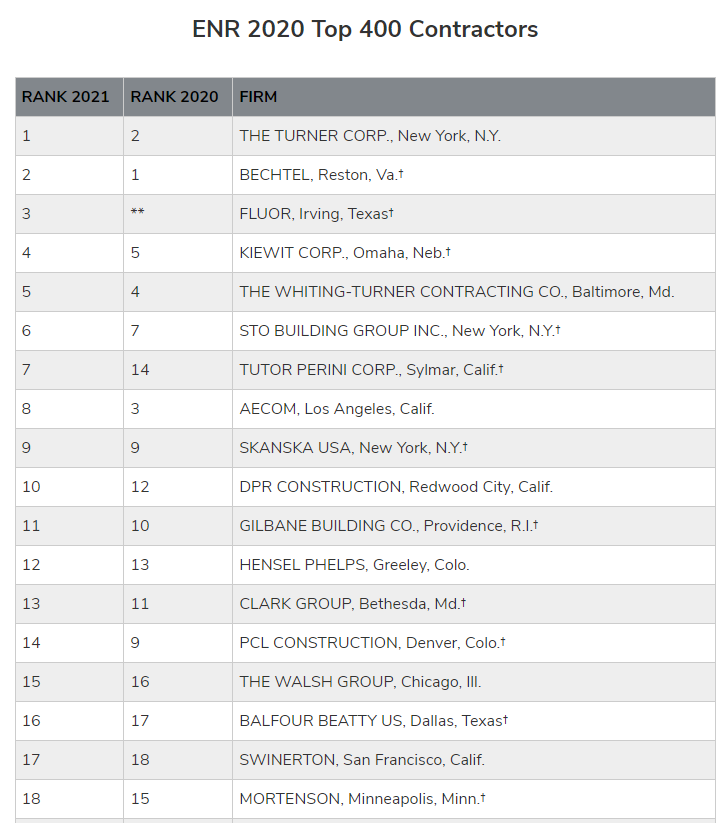 ENR 2020 Top 400 Contractors
RANK 2021 RANK 2020 FIRM
1 2 THE TURNER CORP., New York, N.Y.
2 1 BECHTEL, Reston, Va.†
3 ** FLUOR, Irving, Texas†
4 5 KIEWIT CORP., Omaha, Neb.†
5 4 THE WHITING-TURNER CONTRACTING CO., Baltimore, Md.
6 7 STO BUILDING GROUP INC., New York, N.Y.†
7 14 TUTOR PERINI CORP., Sylmar, Calif.†
8 3 AECOM, Los Angeles, Calif.
9 9 SKANSKA USA, New York, N.Y.†
10 12 DPR CONSTRUCTION, Redwood City, Calif.
11 10 GILBANE BUILDING CO., Providence, R.I.†
12 13 HENSEL PHELPS, Greeley, Colo.
13 11 CLARK GROUP, Bethesda, Md.†
14 9 PCL CONSTRUCTION, Denver, Colo.†
15 16 THE WALSH GROUP, Chicago, Ill.
16 17 BALFOUR BEATTY US, Dallas, Texas†
17 18 SWINERTON, San Francisco, Calif.
18 15 MORTENSON, Minneapolis, Minn.†